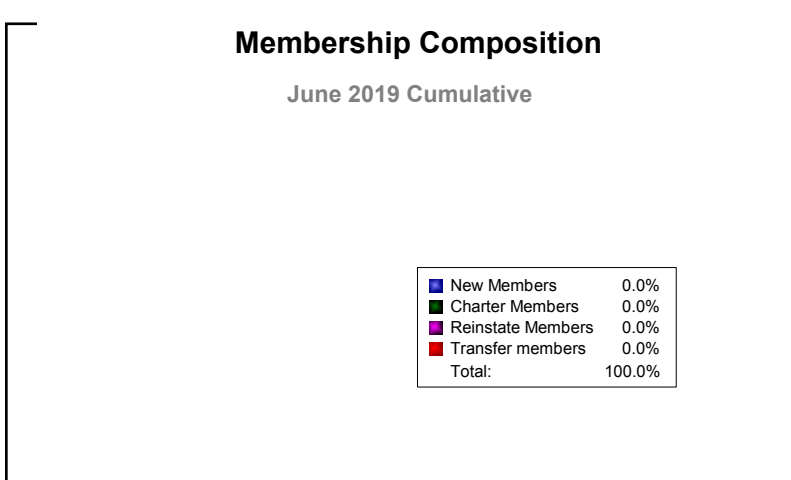 Membership Composition
June 2019 Cumulative
New Members 0.0%
Charter Members 0.0%
Reinstate Members 0.0%
Transfer members 0.0%
Total: 100.0%